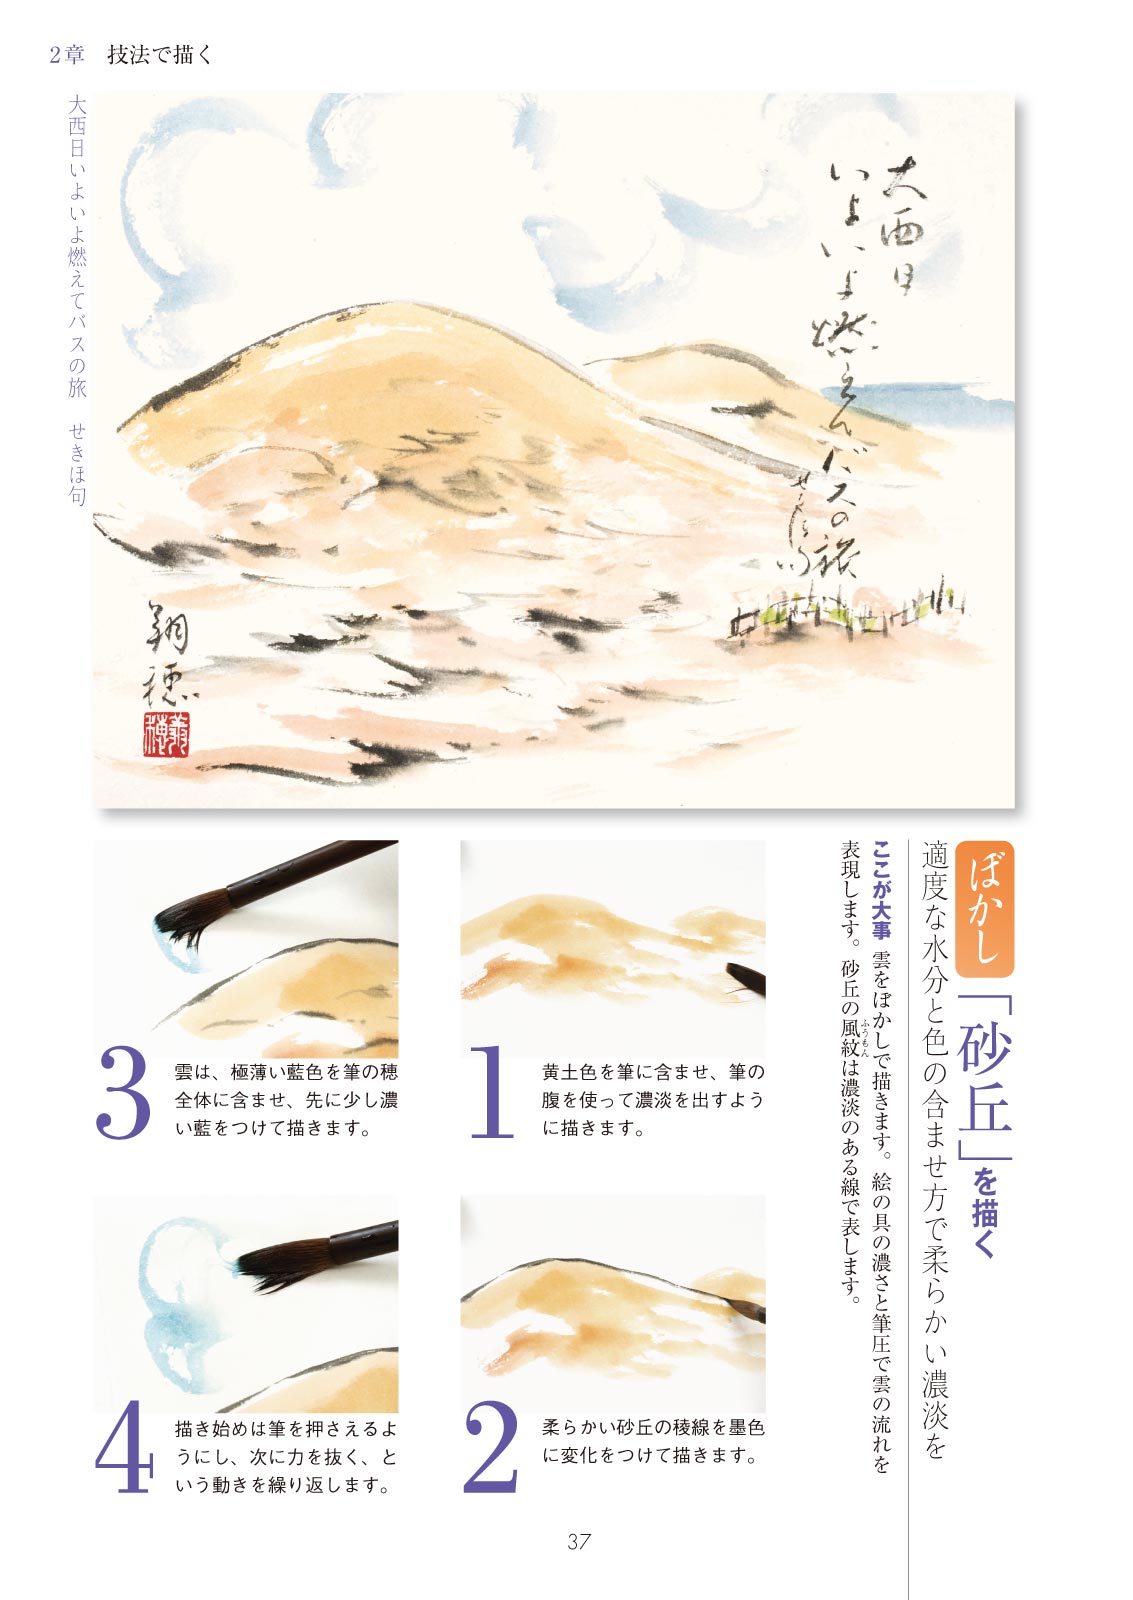 2章　技法で描く
大西日いよいよ燃えてバスの旅　せきほ句
大西日
いよいよ燃えてバスの旅
せきほ句
翔穂
ぼかし
「砂丘」を描く
適度な水分と色の含ませ方で柔らかい濃淡を
ここが大事　雲をぼかしで描きます。絵の具の濃さと筆圧で雲の流れを
表現します。砂丘の風紋は濃淡のある線で表します。
ふうもん
1
黄土色を筆に含ませ、筆の
腹を使って濃淡を出すよう
に描きます。
2
柔らかい砂丘の稜線を墨色
に変化をつけて描きます。
3
雲は、極薄い藍色を筆の穂
全体に含ませ、先に少し濃
い藍をつけて描きます。
4
描き始めは筆を押さえるよ
うにし、次に力を抜く、と
いう動きを繰り返します。
37